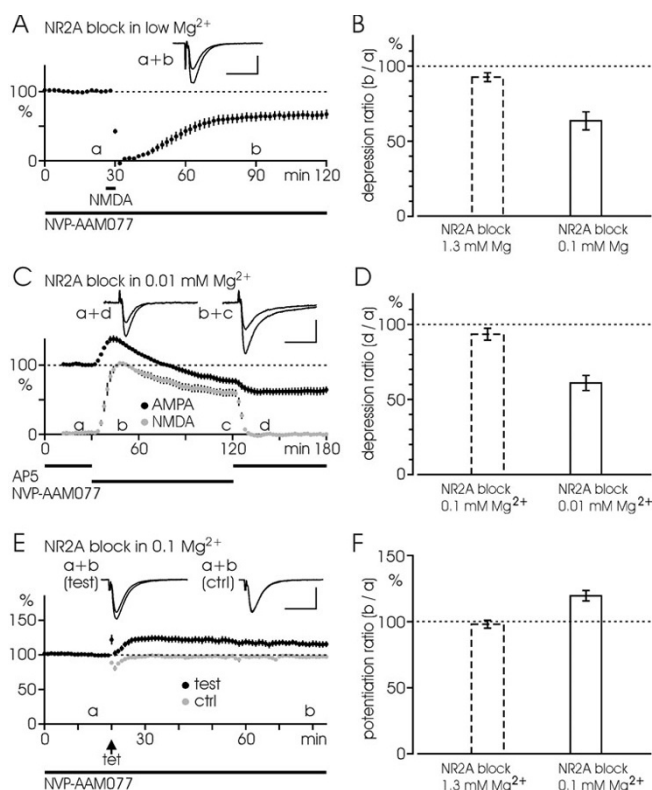 A NR2A block in low Mg2+
a+b
100
%
0
a
b
0 30 60 90 120
min
NMDA
NVP-AAM077
B
%
100
50
0
depression ratio (b / a)
NR2A block
1.3 mM Mg
NR2A block
0.1 mM Mg
C NR2A block in 0.01 mM Mg2+
a+d
b+c
100
%
0
AMPA
NMDA
a b c d
0 60 120 min 180
AP5
NVP-AAM077
D
%
100
50
0
depression ratio (d / a)
NR2A block
0.1 mM Mg2+
NR2A block
0.01 mM Mg2+
E NR2A block in 0.1 Mg2+
a+b
(test)
a+b
(ctrl)
%
150
100
50
0
test
ctrl
a
b
0 30 60 min
tet
NVP-AAM077
F
150
%
100
50
0
potentiation ratio (b / a)
NR2A block
1.3 mM Mg2+
NR2A block
0.1 mM Mg2+